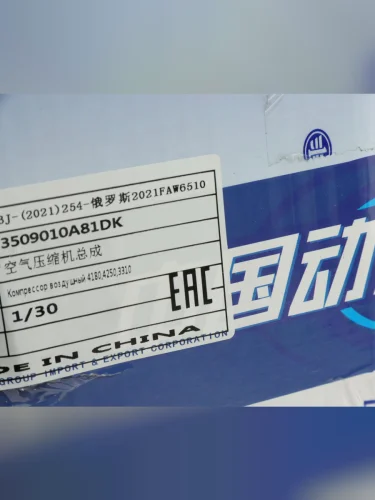 BJ-(2021)254-俄罗斯2021FAW6510
3509010A81DK
空气压缩机总成
Компрессор воздушный 4180,4250,3310
1/30
EAC
DE IN CHINA
GROUP IMPORT & EXPORT CORPORATION
国动